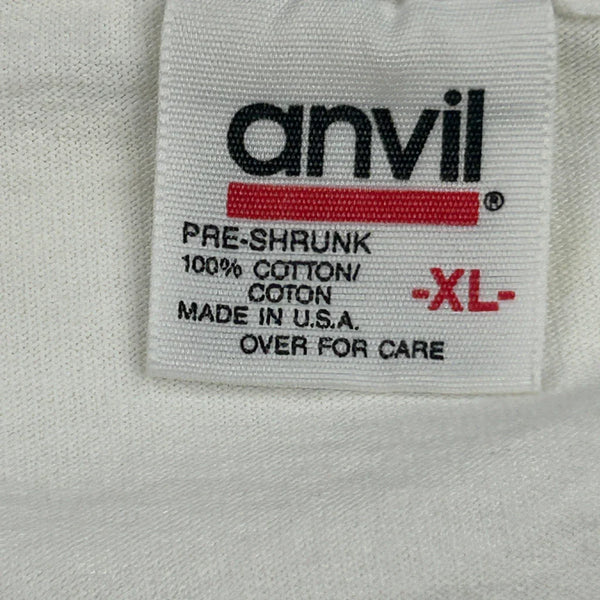 anvil®
PRE-SHRUNK
100% COTTON/
COTON
-XL-
MADE IN U.S.A.
OVER FOR CARE